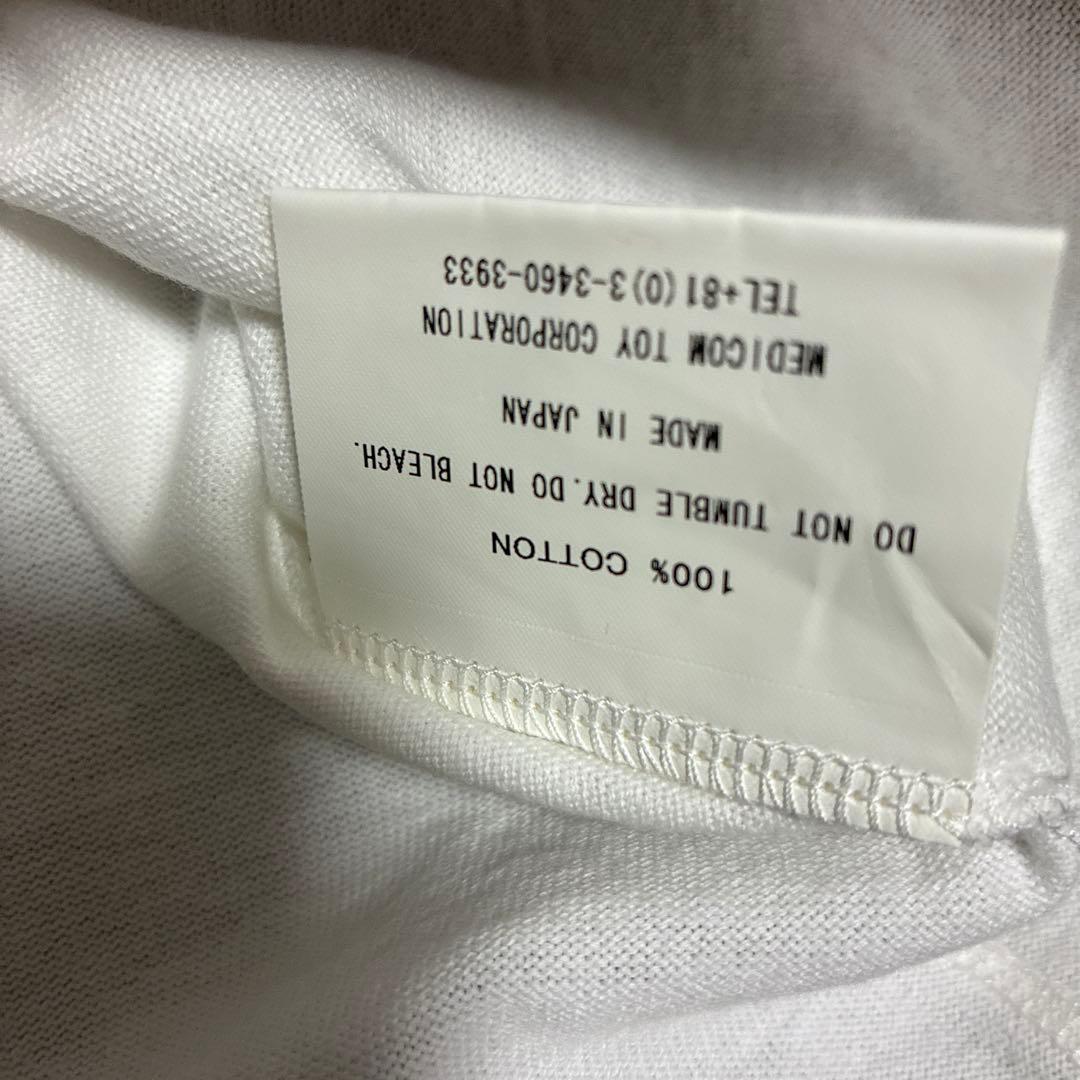 100% COTTON
DO NOT TUMBLE DRY.DO NOT BLEACH.
MADE IN JAPAN
MEDICOM TOY CORPORATION
TEL+81(0)3-3460-3933